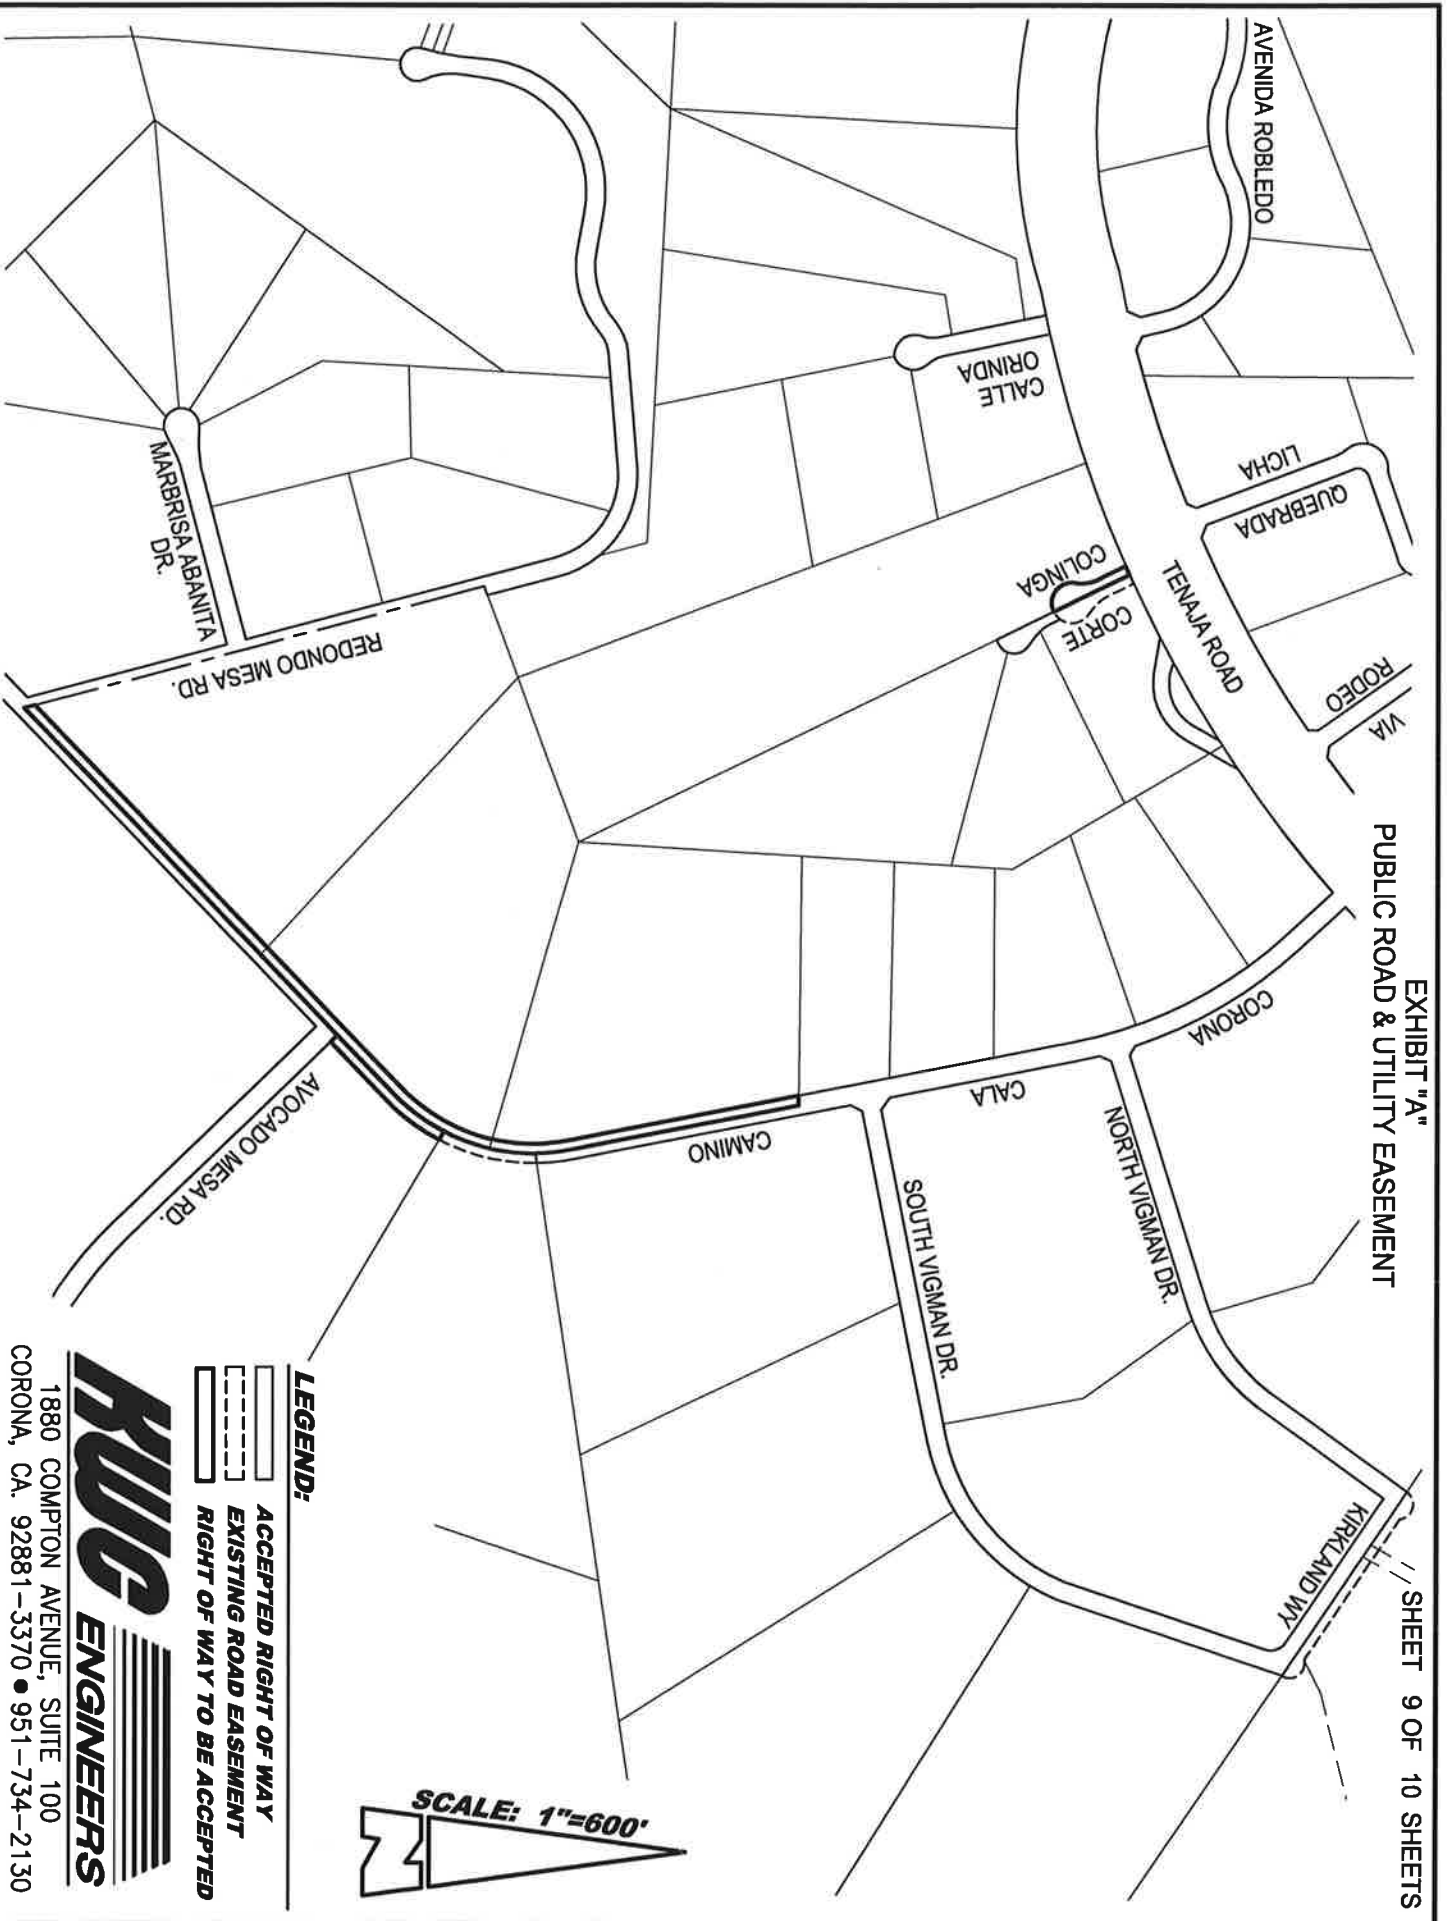 EXHIBIT "A"
PUBLIC ROAD & UTILITY EASEMENT
SHEET 9 OF 10 SHEETS
AVENIDA ROBLEDO
CALLE
ORINDA
LICHA
QUEBRADA
COLINGA
CORTE
TENAJA ROAD
VIA
RODEO
MARBRISA ABANITA
DR.
REDONDO MESA RD.
CORONA
CALA
CAMINO
NORTH VIGMAN DR.
SOUTH VIGMAN DR.
KIRKLAND WY
AVOCADO MESA RD.
SCALE: 1"=600'
N
LEGEND:
ACCEPTED RIGHT OF WAY
EXISTING ROAD EASEMENT
RIGHT OF WAY TO BE ACCEPTED
KWC ENGINEERS
1880 COMPTON AVENUE, SUITE 100
CORONA, CA. 92881-3370 • 951-734-2130